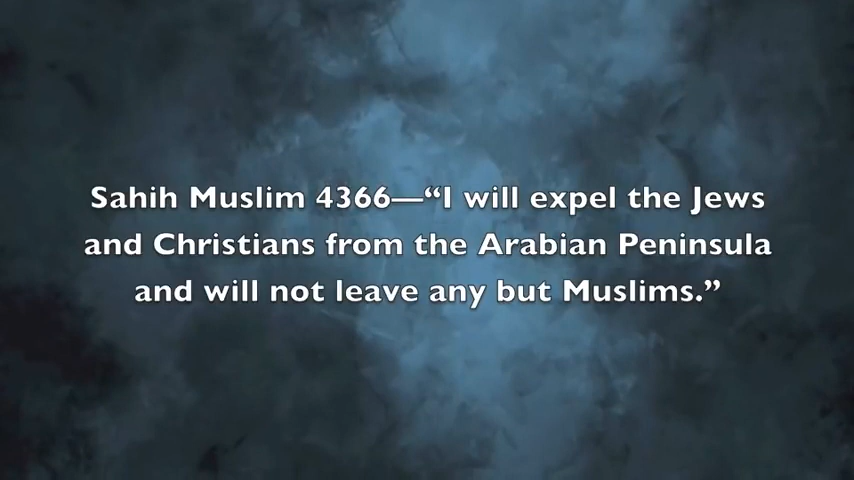 Sahih Muslim 4366—“I will expel the Jews
and Christians from the Arabian Peninsula
and will not leave any but Muslims.”